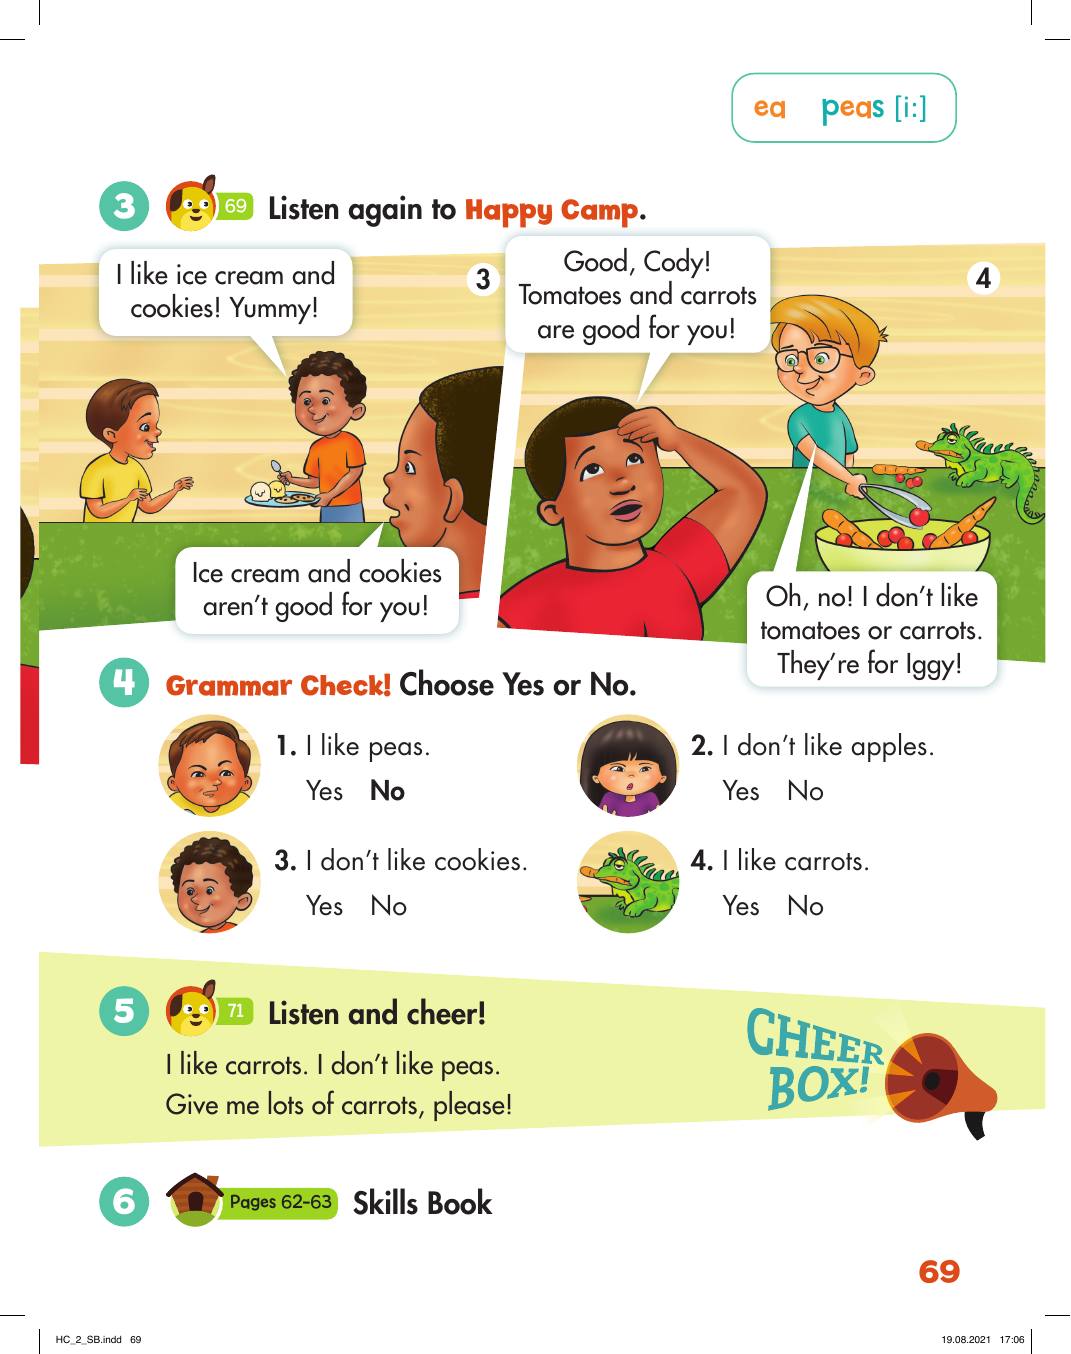 ea peas [i:]
3 69 Listen again to Happy Camp.
I like ice cream and
cookies! Yummy!
3
Ice cream and cookies
aren't good for you!
Good, Cody!
Tomatoes and carrots
are good for you!
4
Oh, no! I don't like
tomatoes or carrots.
They're for Iggy!
4 Grammar Check! Choose Yes or No.
1. I like peas.
Yes No
2. I don't like apples.
Yes No
3. I don't like cookies.
Yes No
4. I like carrots.
Yes No
5 71 Listen and cheer!
I like carrots. I don't like peas.
Give me lots of carrots, please!
CHEER
BOX!
6 Pages 62–63 Skills Book
69
HC_2_SB.indd 69
19.08.2021 17:06